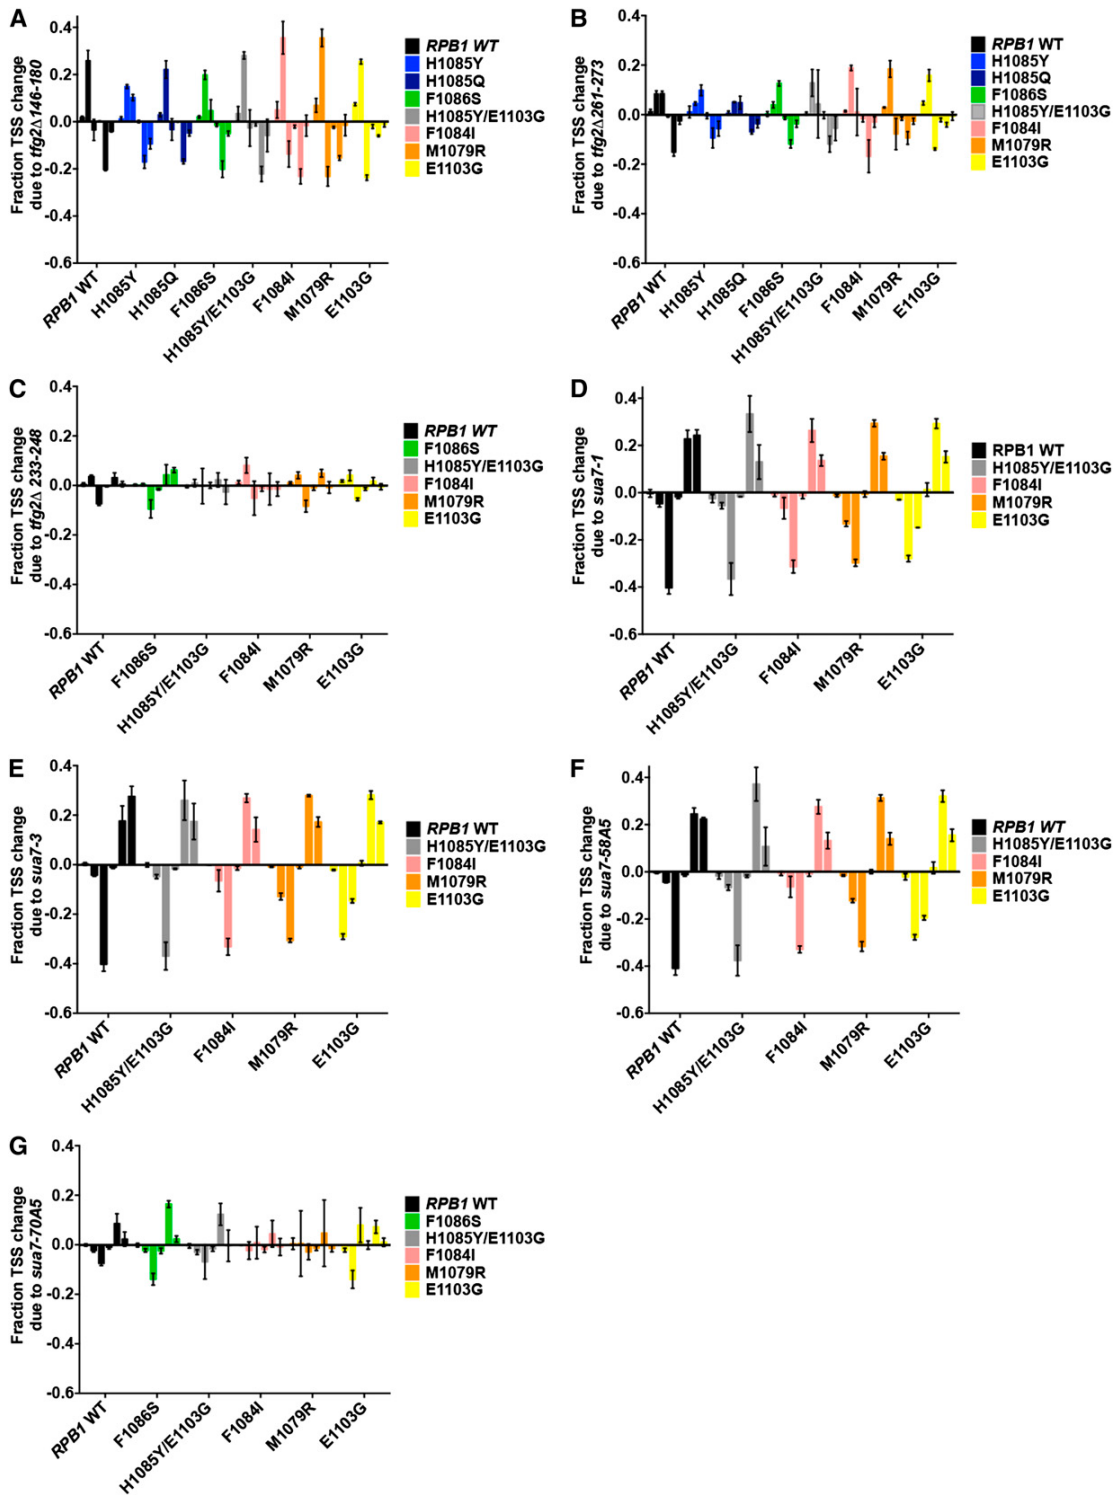 A
Fraction TSS change
due to tfg2Δ146-180
0.4
0.2
0.0
-0.2
-0.4
-0.6
RPB1 WT
H1085Y
H1085Q
F1086S
H1085Y/E1103G
F1084I
M1079R
E1103G
RPB1 WT
H1085Y
H1085Q
F1086S
H1085Y/E1103G
F1084I
M1079R
E1103G
B
Fraction TSS change
due to tfg2Δ261-273
0.4
0.2
0.0
-0.2
-0.4
-0.6
RPB1 WT
H1085Y
H1085Q
F1086S
H1085Y/E1103G
F1084I
M1079R
E1103G
RPB1 WT
H1085Y
H1085Q
F1086S
H1085Y/E1103G
F1084I
M1079R
E1103G
C
Fraction TSS change
due to tfg2Δ 233-248
0.4
0.2
0.0
-0.2
-0.4
-0.6
RPB1 WT
F1086S
H1085Y/E1103G
F1084I
M1079R
E1103G
RPB1 WT
F1086S
H1085Y/E1103G
F1084I
M1079R
E1103G
D
Fraction TSS change
due to sua7-1
0.4
0.2
0.0
-0.2
-0.4
-0.6
RPB1 WT
H1085Y/E1103G
F1084I
M1079R
E1103G
RPB1 WT
H1085Y/E1103G
F1084I
M1079R
E1103G
E
Fraction TSS change
due to sua7-3
0.4
0.2
0.0
-0.2
-0.4
-0.6
RPB1 WT
H1085Y/E1103G
F1084I
M1079R
E1103G
RPB1 WT
H1085Y/E1103G
F1084I
M1079R
E1103G
F
Fraction TSS change
due to sua7-58A5
0.4
0.2
0.0
-0.2
-0.4
-0.6
RPB1 WT
H1085Y/E1103G
F1084I
M1079R
E1103G
RPB1 WT
H1085Y/E1103G
F1084I
M1079R
E1103G
G
Fraction TSS change
due to sua7-70A5
0.4
0.2
0.0
-0.2
-0.4
-0.6
RPB1 WT
F1086S
H1085Y/E1103G
F1084I
M1079R
E1103G
RPB1 WT
F1086S
H1085Y/E1103G
F1084I
M1079R
E1103G